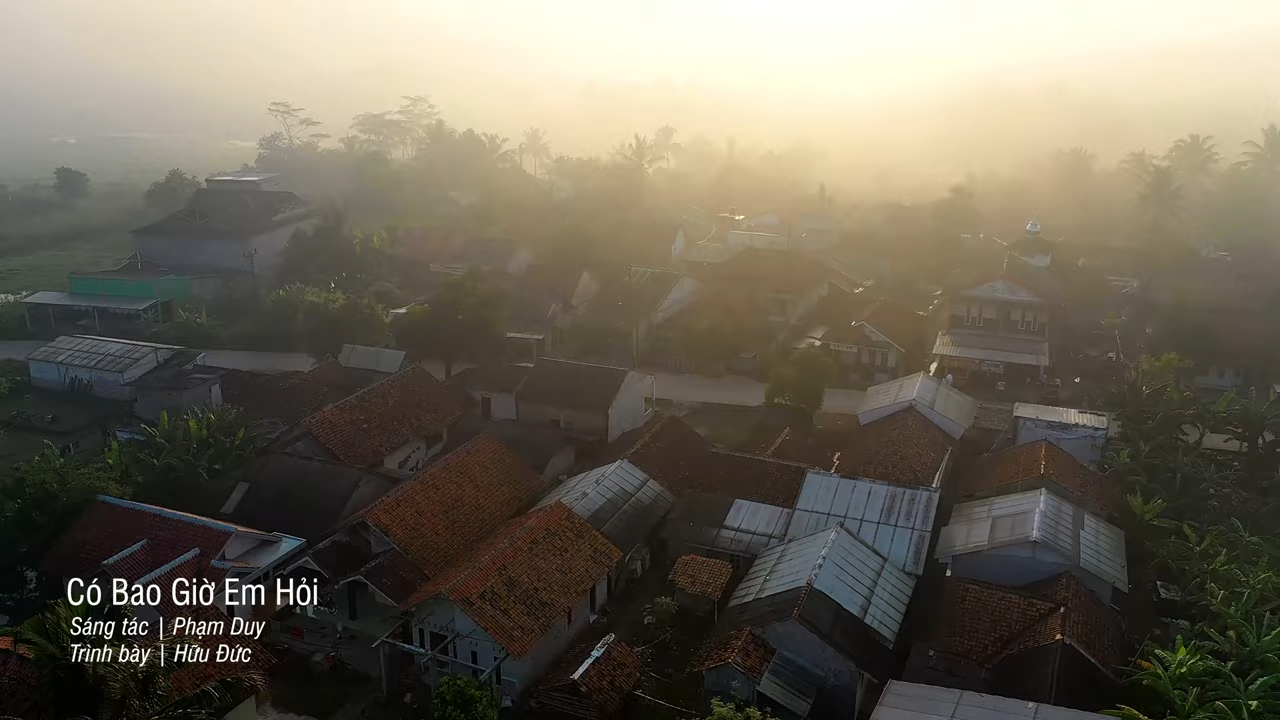 Có Bao Giờ Em Hỏi
Sáng tác | Phạm Duy
Trình bày | Hữu Đức